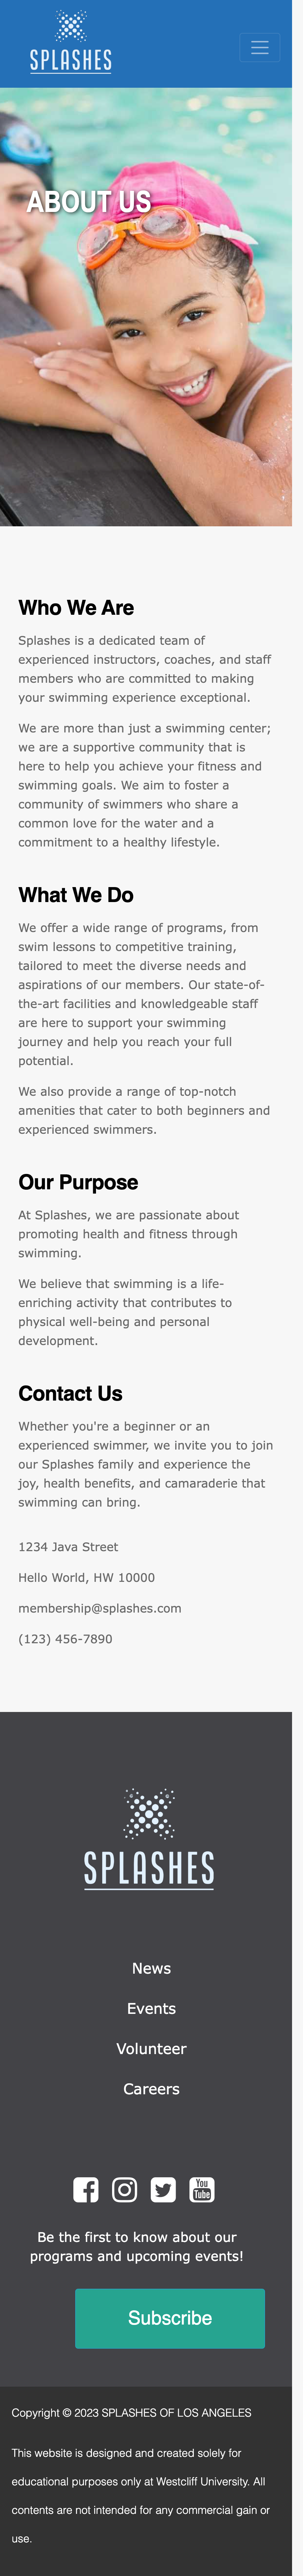 SPLASHES
ABOUT US
Who We Are
Splashes is a dedicated team of
experienced instructors, coaches, and staff
members who are committed to making
your swimming experience exceptional.
We are more than just a swimming center;
we are a supportive community that is
here to help you achieve your fitness and
swimming goals. We aim to foster a
community of swimmers who share a
common love for the water and a
commitment to a healthy lifestyle.
What We Do
We offer a wide range of programs, from
swim lessons to competitive training,
tailored to meet the diverse needs and
aspirations of our members. Our state-of-
the-art facilities and knowledgeable staff
are here to support your swimming
journey and help you reach your full
potential.
We also provide a range of top-notch
amenities that cater to both beginners and
experienced swimmers.
Our Purpose
At Splashes, we are passionate about
promoting health and fitness through
swimming.
We believe that swimming is a life-
enriching activity that contributes to
physical well-being and personal
development.
Contact Us
Whether you're a beginner or an
experienced swimmer, we invite you to join
our Splashes family and experience the
joy, health benefits, and camaraderie that
swimming can bring.
1234 Java Street
Hello World, HW 10000
membership@splashes.com
(123) 456-7890
SPLASHES
News
Events
Volunteer
Careers
You
Tube
Be the first to know about our
programs and upcoming events!
Subscribe
Copyright © 2023 SPLASHES OF LOS ANGELES
This website is designed and created solely for
educational purposes only at Westcliff University. All
contents are not intended for any commercial gain or
use.